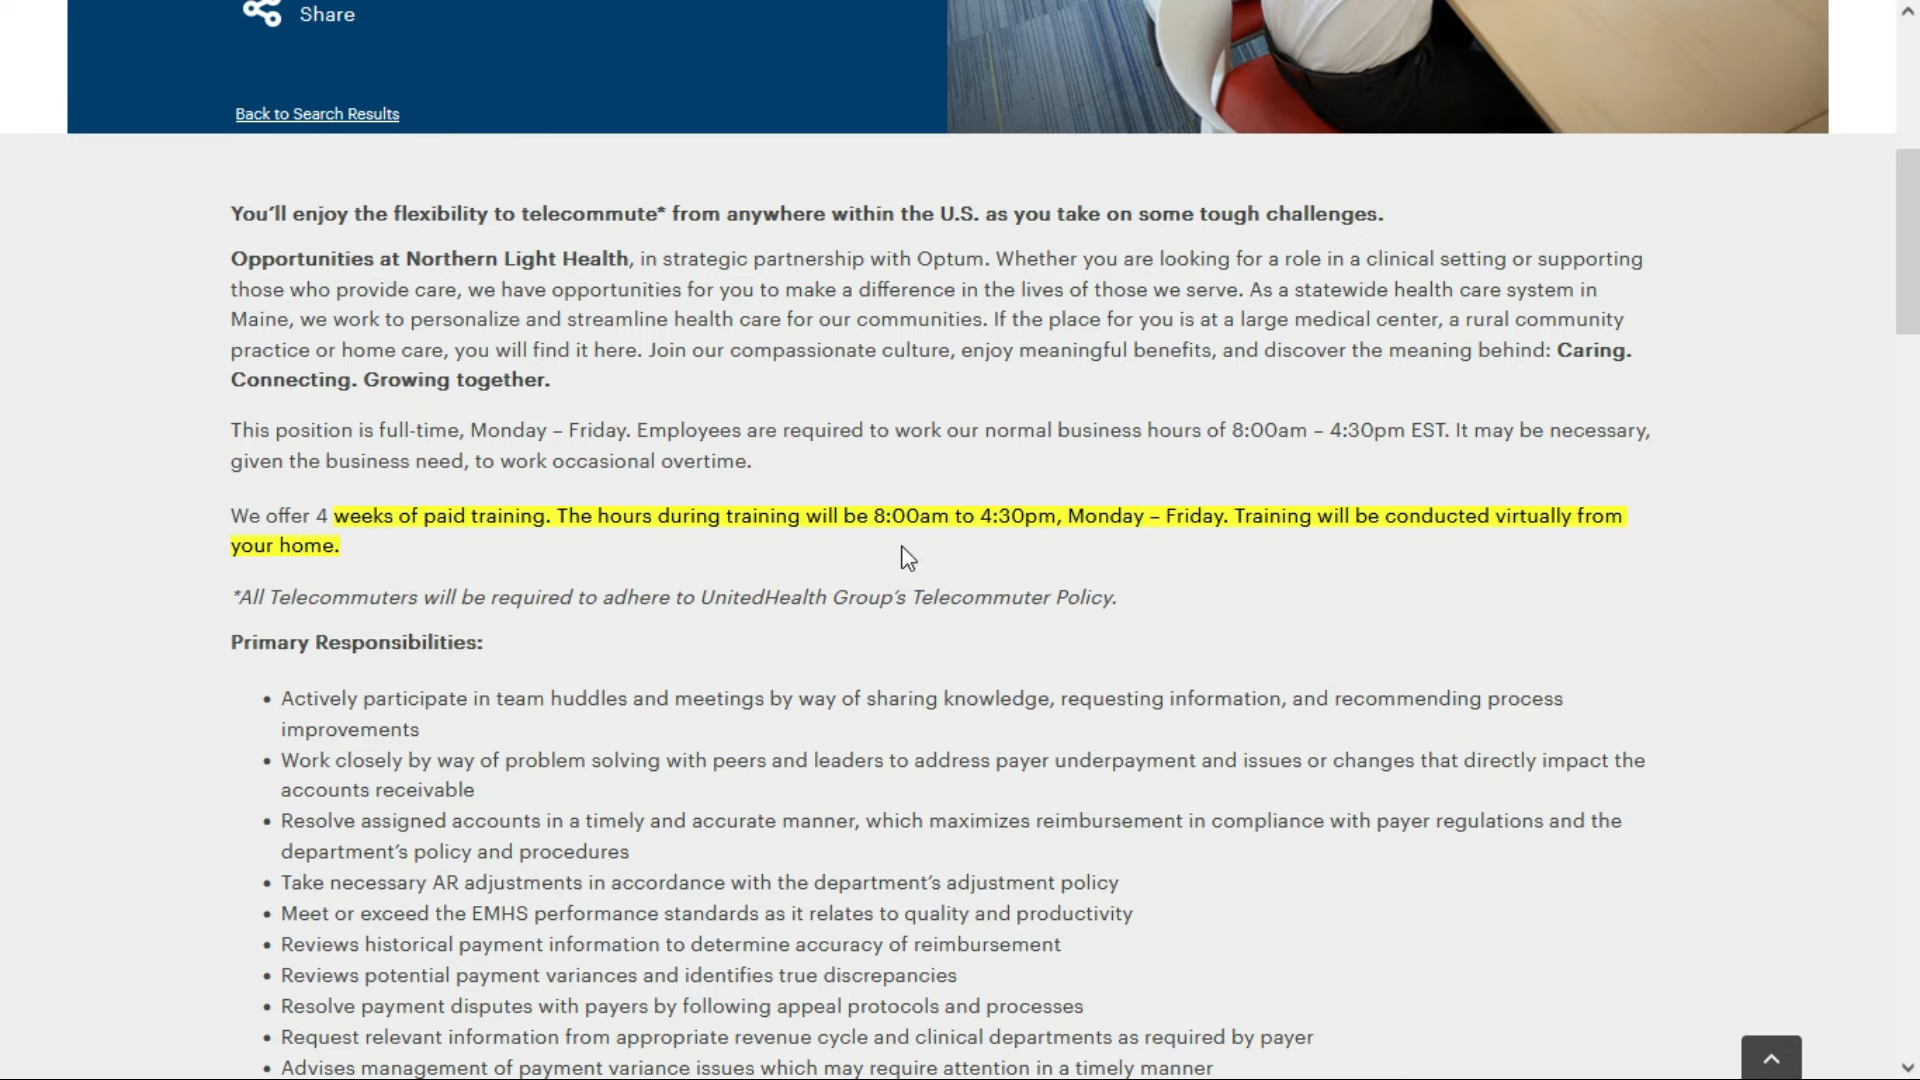 Share
Back to Search Results
You’ll enjoy the flexibility to telecommute* from anywhere within the U.S. as you take on some tough challenges.
Opportunities at Northern Light Health, in strategic partnership with Optum. Whether you are looking for a role in a clinical setting or supporting
those who provide care, we have opportunities for you to make a difference in the lives of those we serve. As a statewide health care system in
Maine, we work to personalize and streamline health care for our communities. If the place for you is at a large medical center, a rural community
practice or home care, you will find it here. Join our compassionate culture, enjoy meaningful benefits, and discover the meaning behind: Caring.
Connecting. Growing together.
This position is full-time, Monday – Friday. Employees are required to work our normal business hours of 8:00am – 4:30pm EST. It may be necessary,
given the business need, to work occasional overtime.
We offer 4 weeks of paid training. The hours during training will be 8:00am to 4:30pm, Monday – Friday. Training will be conducted virtually from
your home.
*All Telecommuters will be required to adhere to UnitedHealth Group’s Telecommuter Policy.
Primary Responsibilities:
• Actively participate in team huddles and meetings by way of sharing knowledge, requesting information, and recommending process
improvements
• Work closely by way of problem solving with peers and leaders to address payer underpayment and issues or changes that directly impact the
accounts receivable
• Resolve assigned accounts in a timely and accurate manner, which maximizes reimbursement in compliance with payer regulations and the
department’s policy and procedures
• Take necessary AR adjustments in accordance with the department’s adjustment policy
• Meet or exceed the EMHS performance standards as it relates to quality and productivity
• Reviews historical payment information to determine accuracy of reimbursement
• Reviews potential payment variances and identifies true discrepancies
• Resolve payment disputes with payers by following appeal protocols and processes
• Request relevant information from appropriate revenue cycle and clinical departments as required by payer
• Advises management of payment variance issues which may require attention in a timely manner